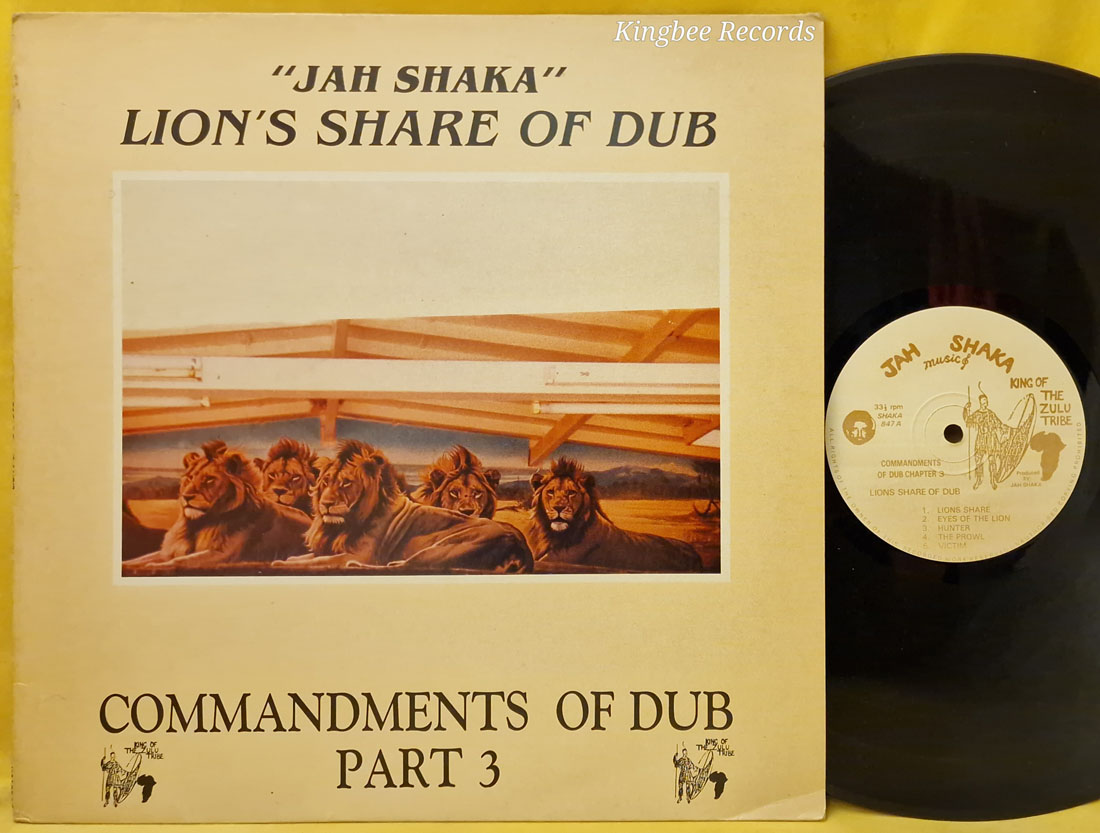 Kingbee Records
"JAH SHAKA"
LION'S SHARE OF DUB
COMMANDMENTS OF DUB
PART 3
KING OF
THE ZULU
TRIBE
KING OF
THE ZULU
TRIBE
JAH SHAKA
music
KING OF
THE
ZULU
TRIBE
33⅓ rpm
SHAKA
847 A
COMMANDMENTS
OF DUB CHAPTER 3
Produced
by
JAH SHAKA
LIONS SHARE OF DUB
1. LIONS SHARE
2. EYES OF THE LION
3. HUNTER
4. THE PROWL
5. VICTIM